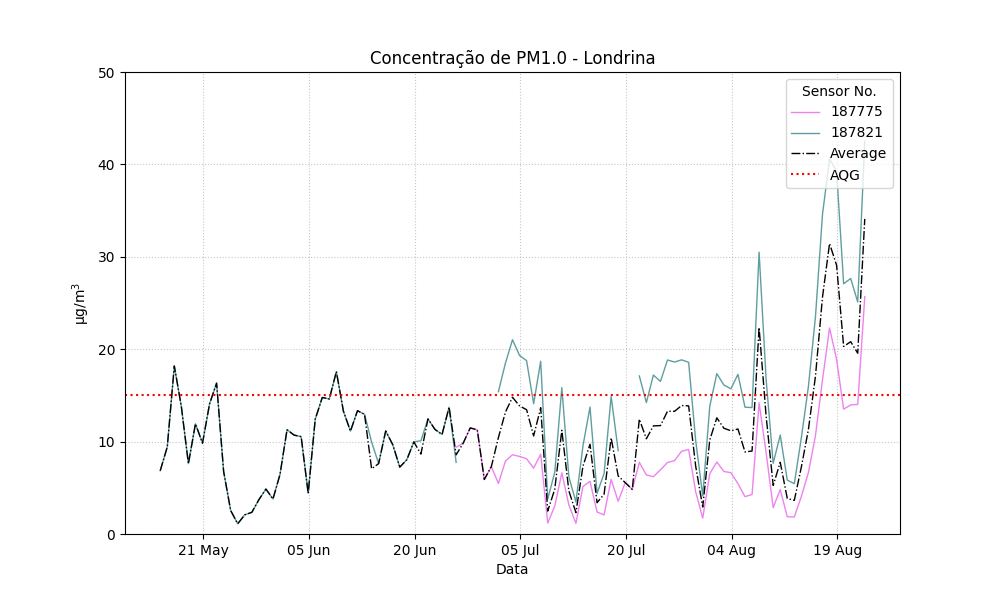 Concentração de PM1.0 - Londrina
50
40
30
20
10
0
µg/m³
Sensor No.
187775
187821
Average
AQG
21 May
05 Jun
20 Jun
05 Jul
20 Jul
04 Aug
19 Aug
Data